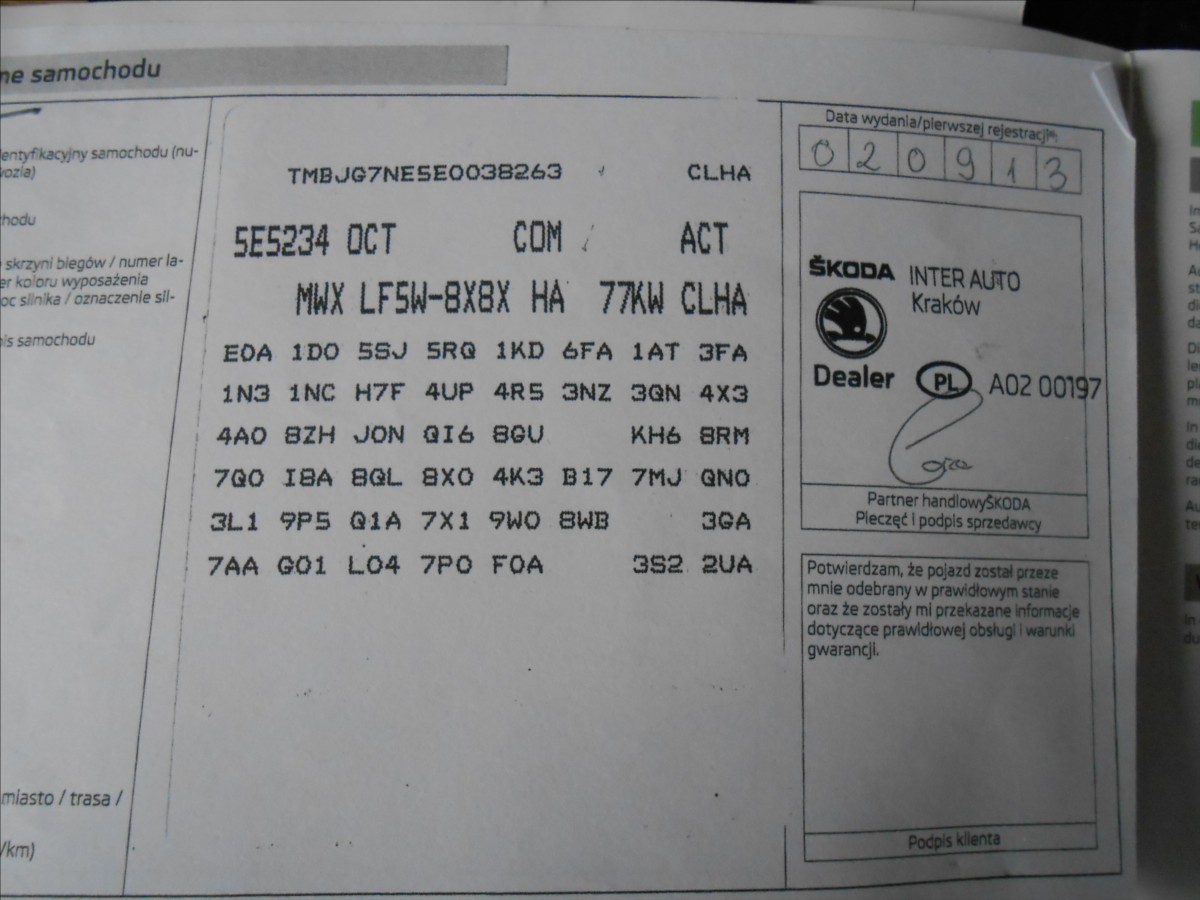 ne samochodu
entyfikacyjny samochodu (nu-
wozia)
hodu
skrzyni biegów / numer la-
er koloru wyposażenia
oc silnika / oznaczenie sil-
is samochodu
miasto / trasa /
/km)
TMBJG7NE5E0038263 CLHA
5E5234 OCT COM ACT
MWX LF5W-8X8X HA 77KW CLHA
E0A 1D0 5SJ 5RQ 1KD 6FA 1AT 3FA
1N3 1NC H7F 4UP 4R5 3NZ 3QN 4X3
4A0 8ZH J0N QI6 8GU KH6 8RM
7Q0 I8A 8QL 8X0 4K3 B17 7MJ QN0
3L1 9P5 Q1A 7X1 9W0 8WB 3GA
7AA G01 L04 7P0 F0A 3S2 2UA
Data wydania/pierwszej rejestracji
0 2 0 9 1 3
ŠKODA INTER AUTO
Kraków
Dealer PL A02 00197
Partner handlowyŠKODA
Pieczęć i podpis sprzedawcy
Potwierdzam, że pojazd został przeze
mnie odebrany w prawidłowym stanie
oraz że zostały mi przekazane informacje
dotyczące prawidłowej obsługi i warunki
gwarancji.
Podpis klienta